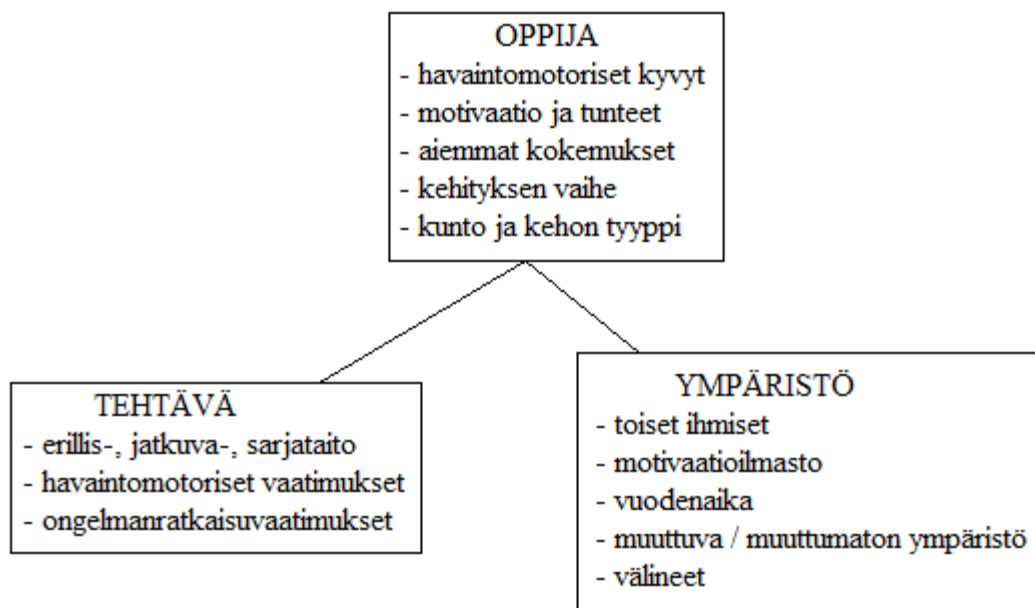 OPPIJA
- havaintomotoriset kyvyt
- motivaatio ja tunteet
- aiemmat kokemukset
- kehityksen vaihe
- kunto ja kehon tyyppi
TEHTÄVÄ
- erillis-, jatkuva-, sarjataito
- havaintomotoriset vaatimukset
- ongelmanratkaisuvaatimukset
YMPÄRISTÖ
- toiset ihmiset
- motivaatioilmasto
- vuodenaika
- muuttuva / muuttumaton ympäristö
- välineet